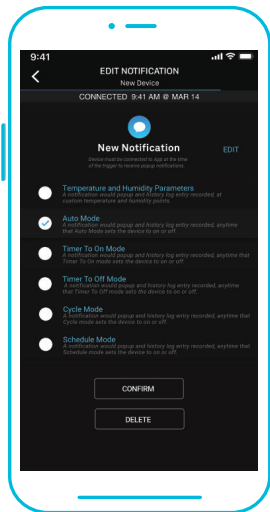 9:41
EDIT NOTIFICATION
New Device
CONNECTED 9:41 AM @ MAR 14
New Notification
EDIT
Device must be connected to App at the time
of the trigger to receive popup notifications.
Temperature and Humidity Parameters
A notification would popup and history log entry recorded, at
custom temperature and humidity points.
Auto Mode
A notification would popup and history log entry recorded, anytime
that Auto Mode sets the device to on or off.
Timer To On Mode
A notification would popup and history log entry recorded, anytime that
Timer To On mode sets the device to on or off.
Timer To Off Mode
A notification would popup and history log entry recorded, anytime
that Timer To Off mode sets the device to on or off.
Cycle Mode
A notification would popup and history log entry recorded, anytime that
Cycle mode sets the device to on or off.
Schedule Mode
A notification would popup and history log entry recorded, anytime that
Schedule mode sets the device to on or off.
CONFIRM
DELETE